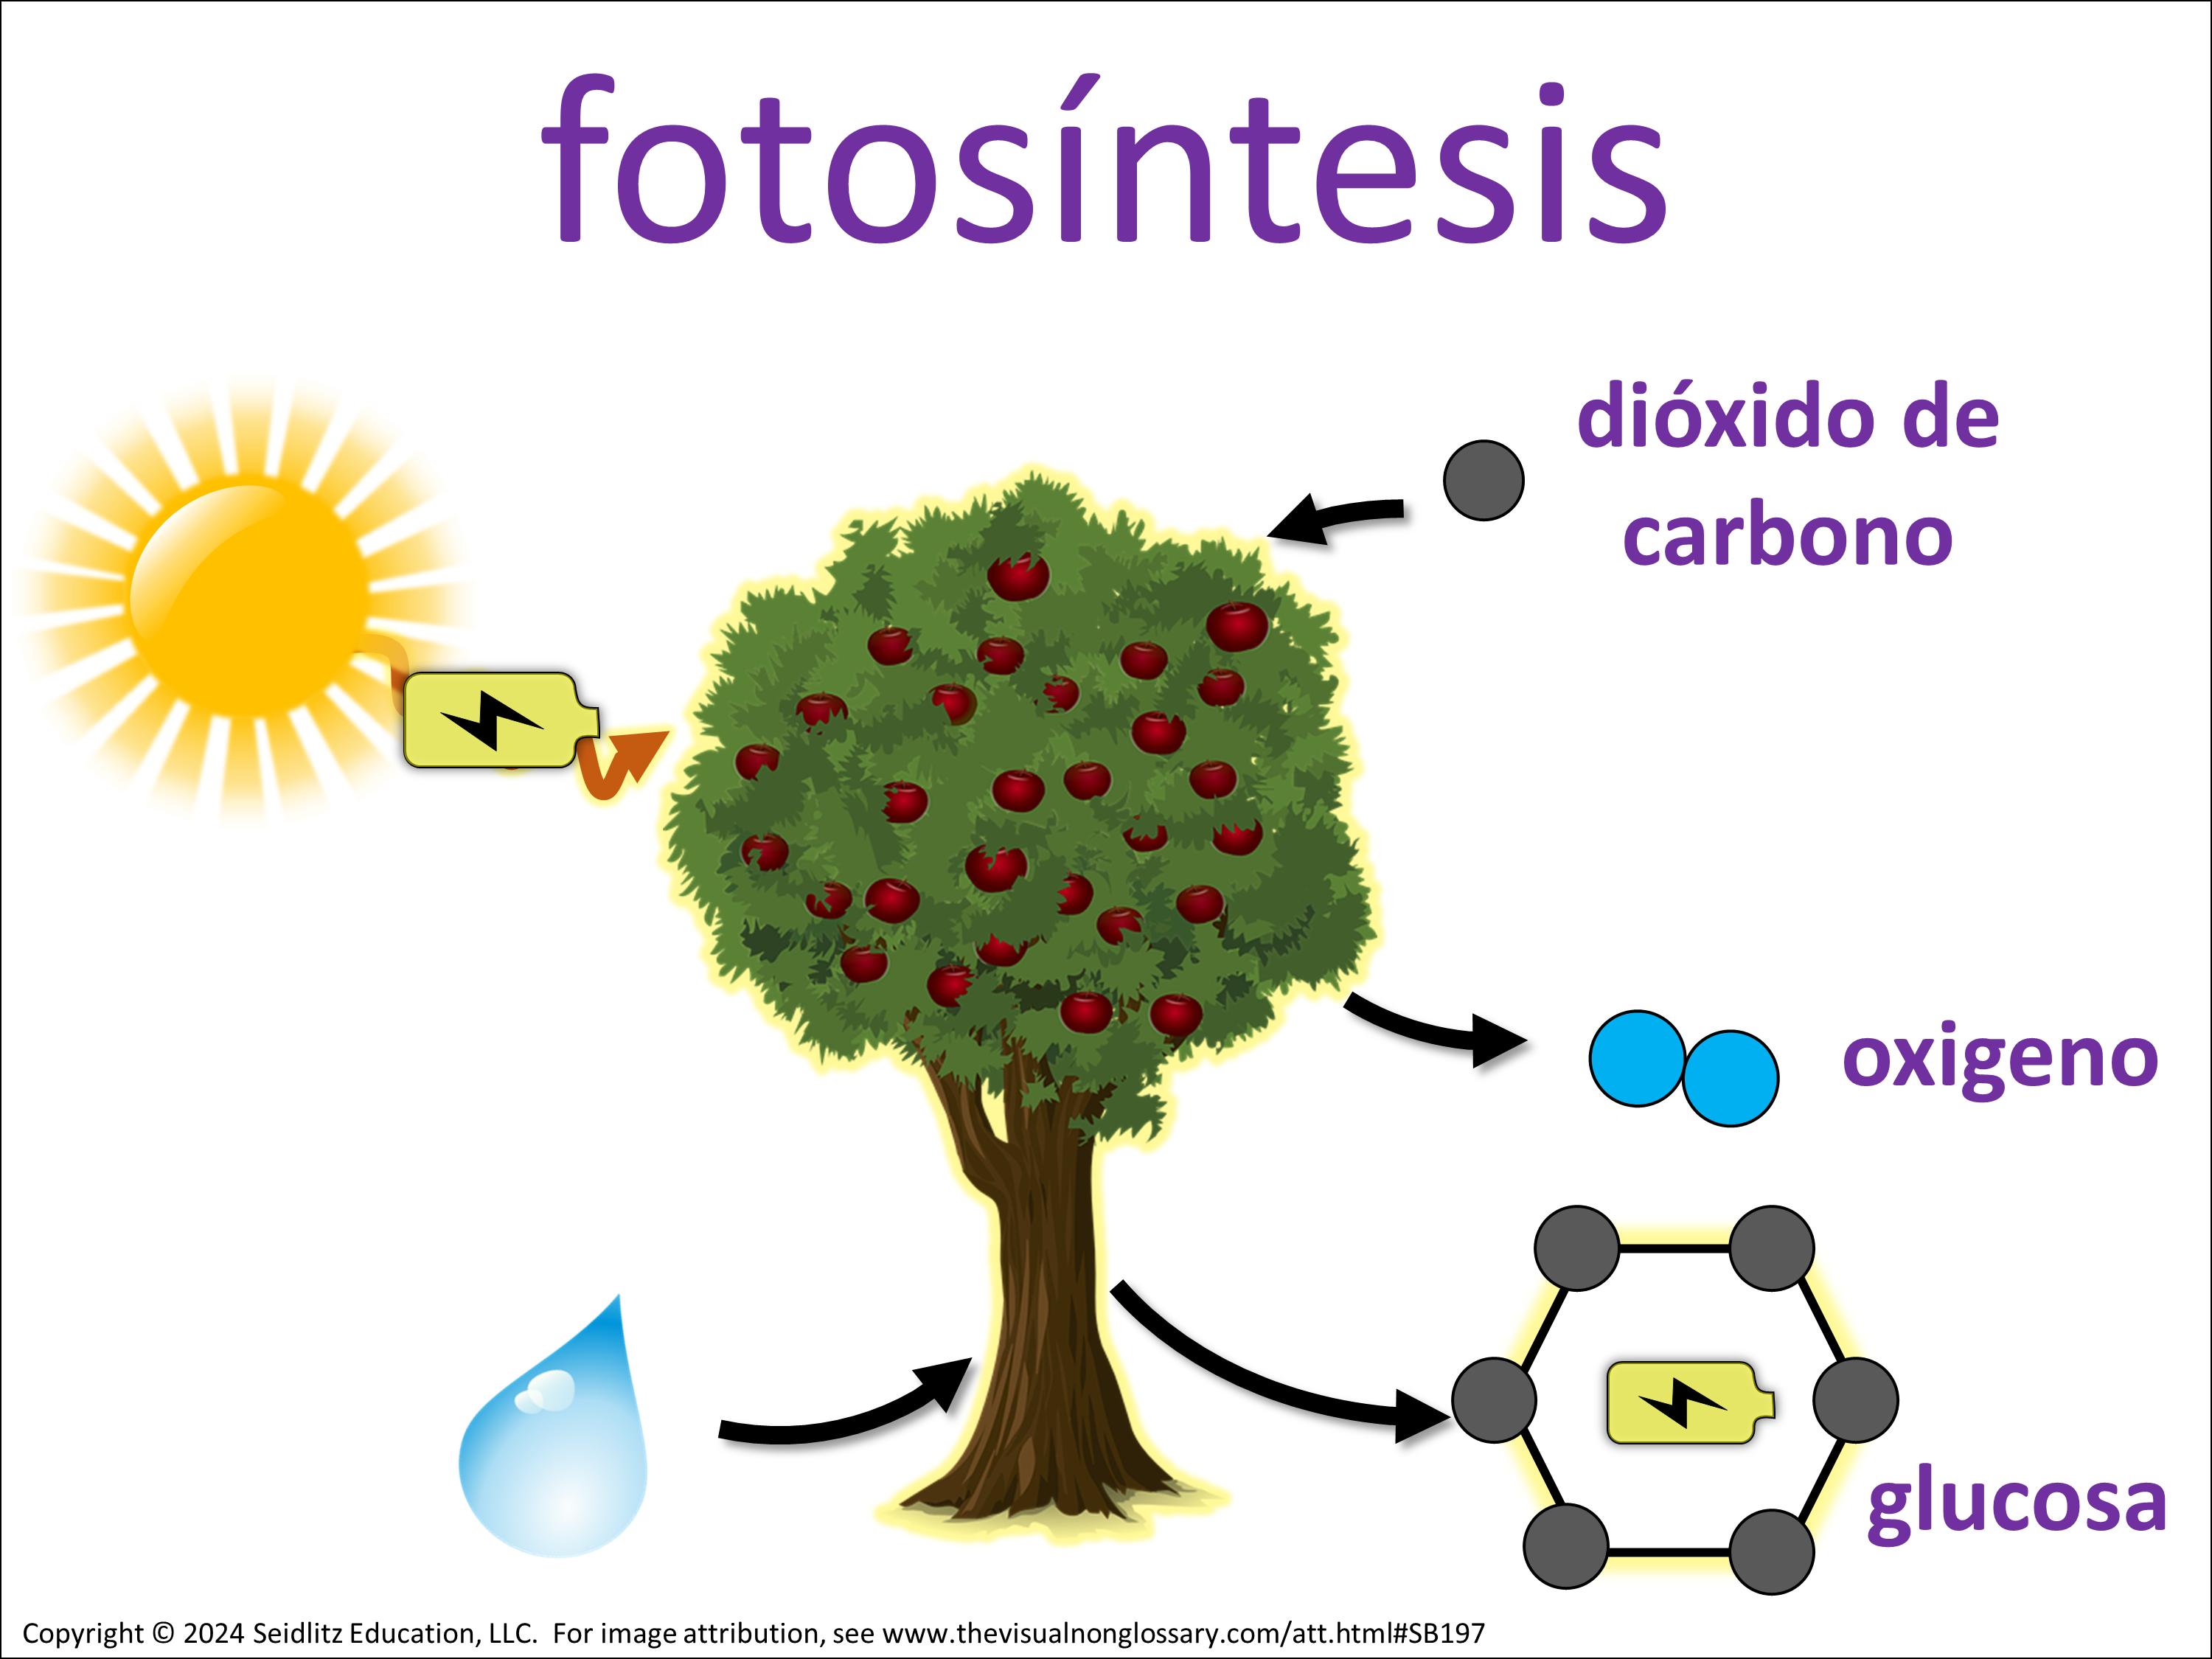 fotosíntesis
dióxido de
carbono
oxigeno
glucosa
Copyright © 2024 Seidlitz Education, LLC.  For image attribution, see www.thevisualnonglossary.com/att.html#SB197